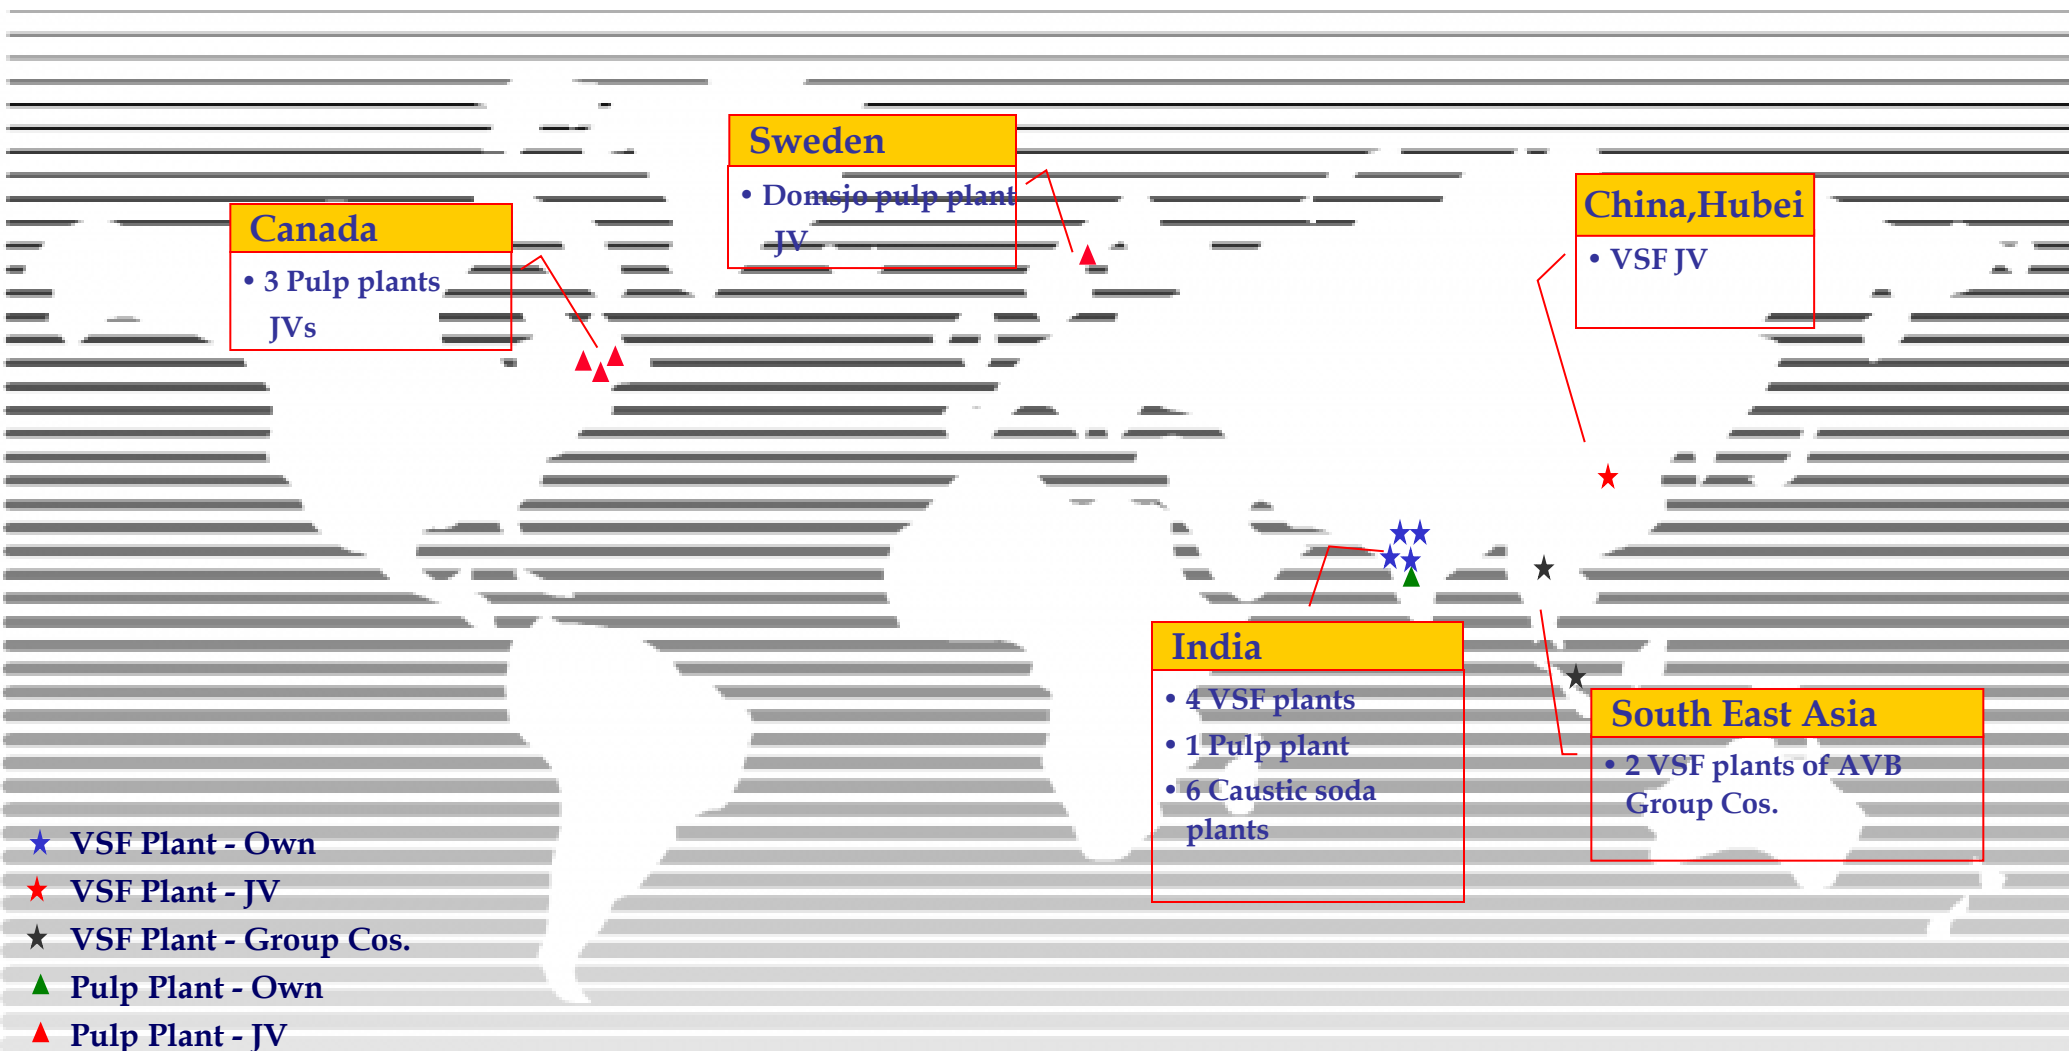 Sweden
• Domsjo pulp plant
JV
Canada
• 3 Pulp plants
JVs
China,Hubei
• VSF JV
India
• 4 VSF plants
• 1 Pulp plant
• 6 Caustic soda
plants
South East Asia
• 2 VSF plants of AVB
Group Cos.
VSF Plant - Own
VSF Plant - JV
VSF Plant - Group Cos.
Pulp Plant - Own
Pulp Plant - JV